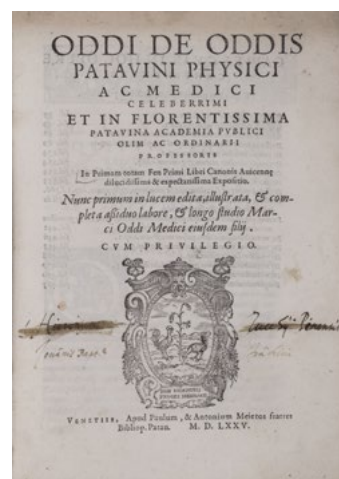 ODDI DE ODDIS
PATAVINI PHYSICI
AC MEDICI
CELEBERRIMI
ET IN FLORENTISSIMA
PATAVINA ACADEMIA PVBLICI
OLIM AC ORDINARII
PROFESSORIS
In Primam totam Fen Primi Libri Canonis Auicennę
dilucidissima & expectatissima Expositio.
Nunc primum in lucem edita, illustrata, & com-
pleta assiduo labore, & longo studio Mar-
ci Oddi Medici eiusdem filij.
CVM PRIVILEGIO.
VENETIIS, Apud Paulum, & Antonium Meietos fratres
Bibliop. Patau. M. D. LXXV.